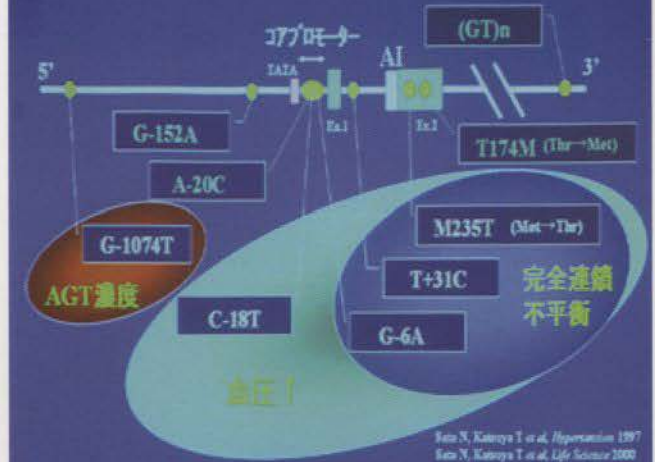 コアプロモーター
(GT)n
5'
TATA
AI
3'
Ex.1
Ex.2
G-152A
T174M (Thr→Met)
A-20C
G-1074T
M235T (Met→Thr)
AGT濃度
T+31C
完全連鎖
不平衡
C-18T
G-6A
血圧↑
Sato N, Katsuya T et al, Hypertension 1997
Sato N, Katsuya T et al, Life Science 2000